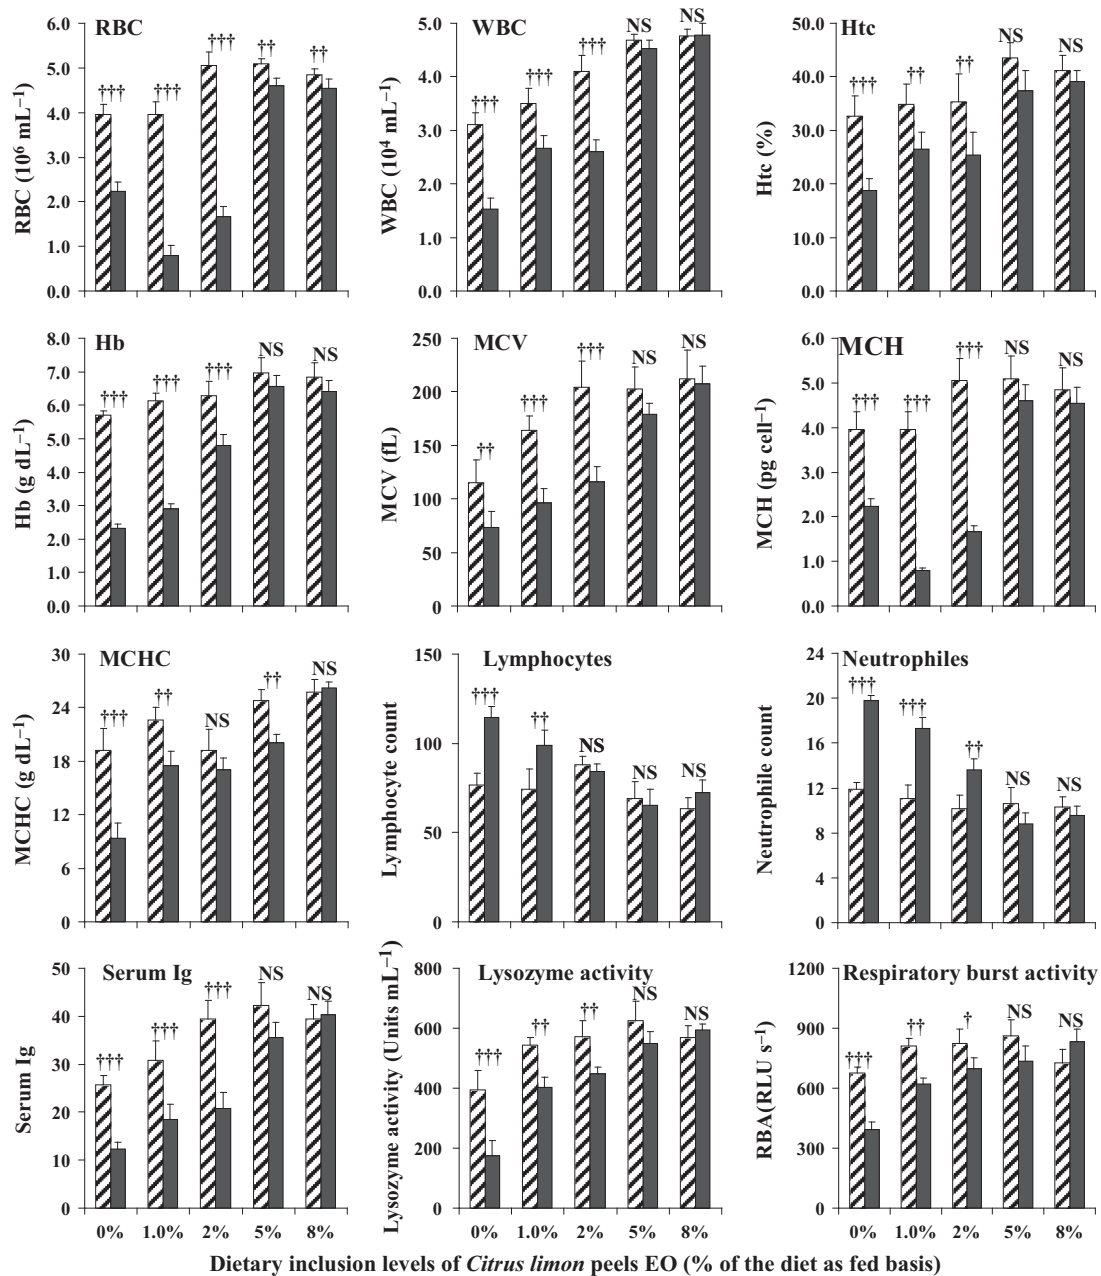 RBC
RBC (10⁶ mL⁻¹)
6.0
5.0
4.0
3.0
2.0
1.0
0.0
††† ††† ††† †† ††
WBC
WBC (10⁴ mL⁻¹)
5.0
4.0
3.0
2.0
1.0
0.0
††† ††† ††† NS NS
Htc
Htc (%)
50.0
40.0
30.0
20.0
10.0
0.0
††† †† †† NS NS
Hb
Hb (g dL⁻¹)
8.0
7.0
6.0
5.0
4.0
3.0
2.0
1.0
0.0
††† ††† ††† NS NS
MCV
MCV (fL)
250
200
150
100
50
0
†† ††† ††† NS NS
MCH
MCH (pg cell⁻¹)
6.0
5.0
4.0
3.0
2.0
1.0
0.0
††† ††† ††† NS NS
MCHC
MCHC (g dL⁻¹)
30
24
18
12
6
0
††† †† NS †† NS
Lymphocytes
Lymphocyte count
150
100
50
0
††† †† NS NS NS
Neutrophiles
Neutrophile count
24
20
16
12
8
4
0
††† ††† †† NS NS
Serum Ig
Serum Ig
50
40
30
20
10
0
††† ††† ††† NS NS
0% 1.0% 2% 5% 8%
Lysozyme activity
Lysozyme activity (Units mL⁻¹)
800
600
400
200
0
††† †† †† NS NS
0% 1.0% 2% 5% 8%
Respiratory burst activity
RBA(RLU s⁻¹)
1200
900
600
300
0
††† †† † NS NS
0% 1.0% 2% 5% 8%
Dietary inclusion levels of Citrus limon peels EO (% of the diet as fed basis)